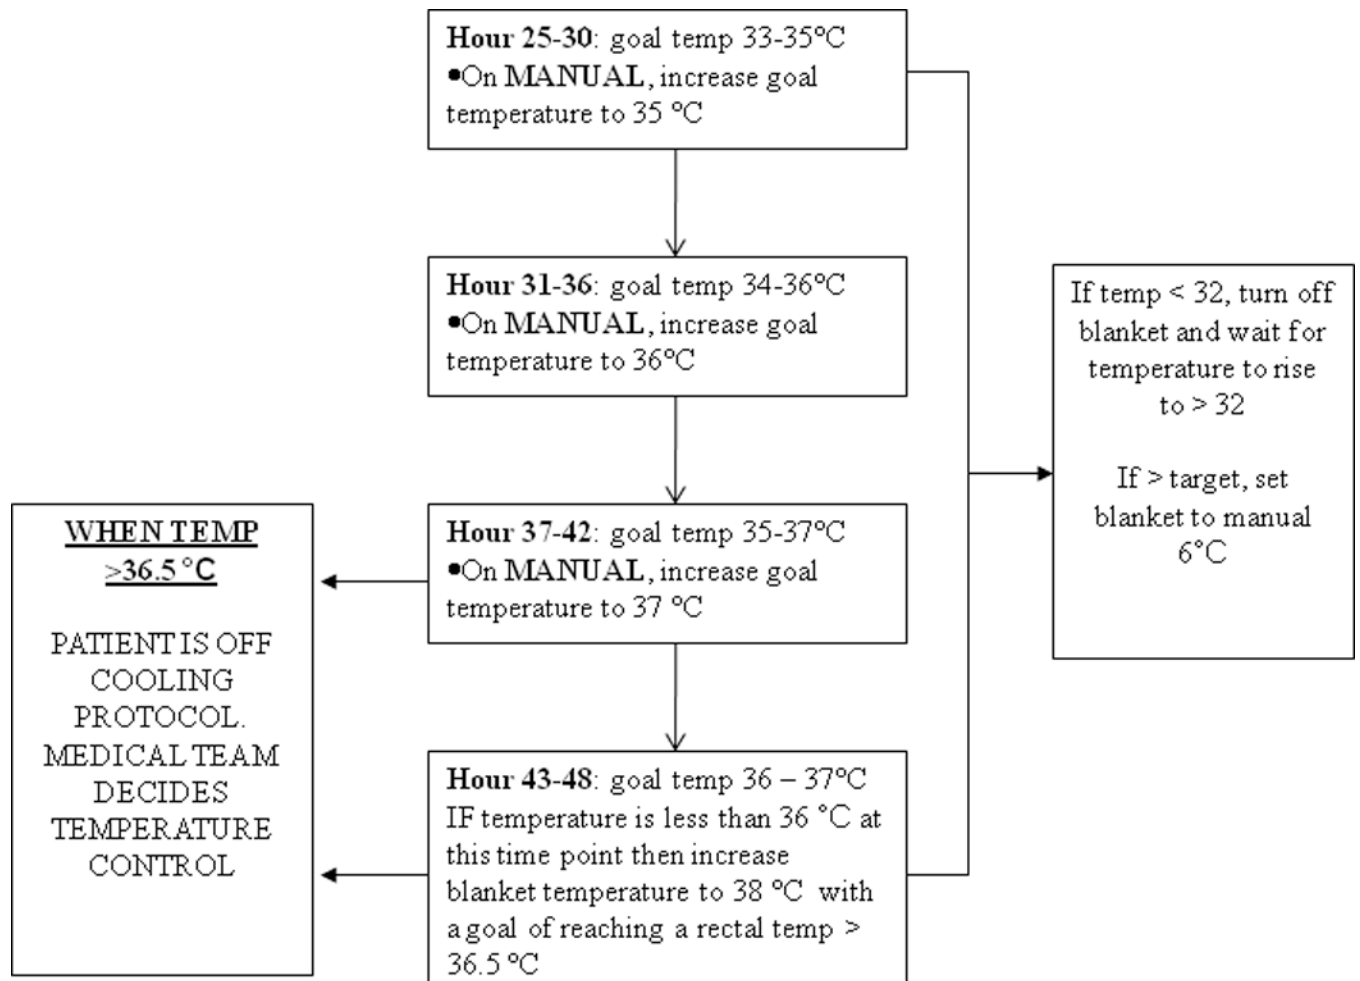 Hour 25-30: goal temp 33-35°C
•On MANUAL, increase goal
temperature to 35 °C
Hour 31-36: goal temp 34-36°C
•On MANUAL, increase goal
temperature to 36°C
If temp < 32, turn off
blanket and wait for
temperature to rise
to > 32
If > target, set
blanket to manual
6°C
Hour 37-42: goal temp 35-37°C
•On MANUAL, increase goal
temperature to 37 °C
WHEN TEMP
>36.5 °C
PATIENT IS OFF
COOLING
PROTOCOL.
MEDICAL TEAM
DECIDES
TEMPERATURE
CONTROL
Hour 43-48: goal temp 36 – 37°C
IF temperature is less than 36 °C at
this time point then increase
blanket temperature to 38 °C with
a goal of reaching a rectal temp >
36.5 °C